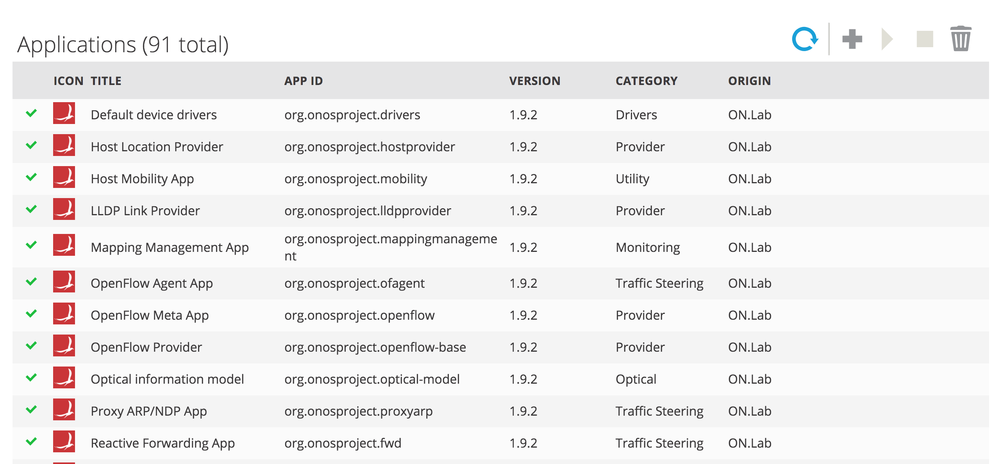 Applications (91 total)
ICON TITLE APP ID VERSION CATEGORY ORIGIN
Default device drivers org.onosproject.drivers 1.9.2 Drivers ON.Lab
Host Location Provider org.onosproject.hostprovider 1.9.2 Provider ON.Lab
Host Mobility App org.onosproject.mobility 1.9.2 Utility ON.Lab
LLDP Link Provider org.onosproject.lldpprovider 1.9.2 Provider ON.Lab
Mapping Management App org.onosproject.mappingmanageme
nt 1.9.2 Monitoring ON.Lab
OpenFlow Agent App org.onosproject.ofagent 1.9.2 Traffic Steering ON.Lab
OpenFlow Meta App org.onosproject.openflow 1.9.2 Provider ON.Lab
OpenFlow Provider org.onosproject.openflow-base 1.9.2 Provider ON.Lab
Optical information model org.onosproject.optical-model 1.9.2 Optical ON.Lab
Proxy ARP/NDP App org.onosproject.proxyarp 1.9.2 Traffic Steering ON.Lab
Reactive Forwarding App org.onosproject.fwd 1.9.2 Traffic Steering ON.Lab